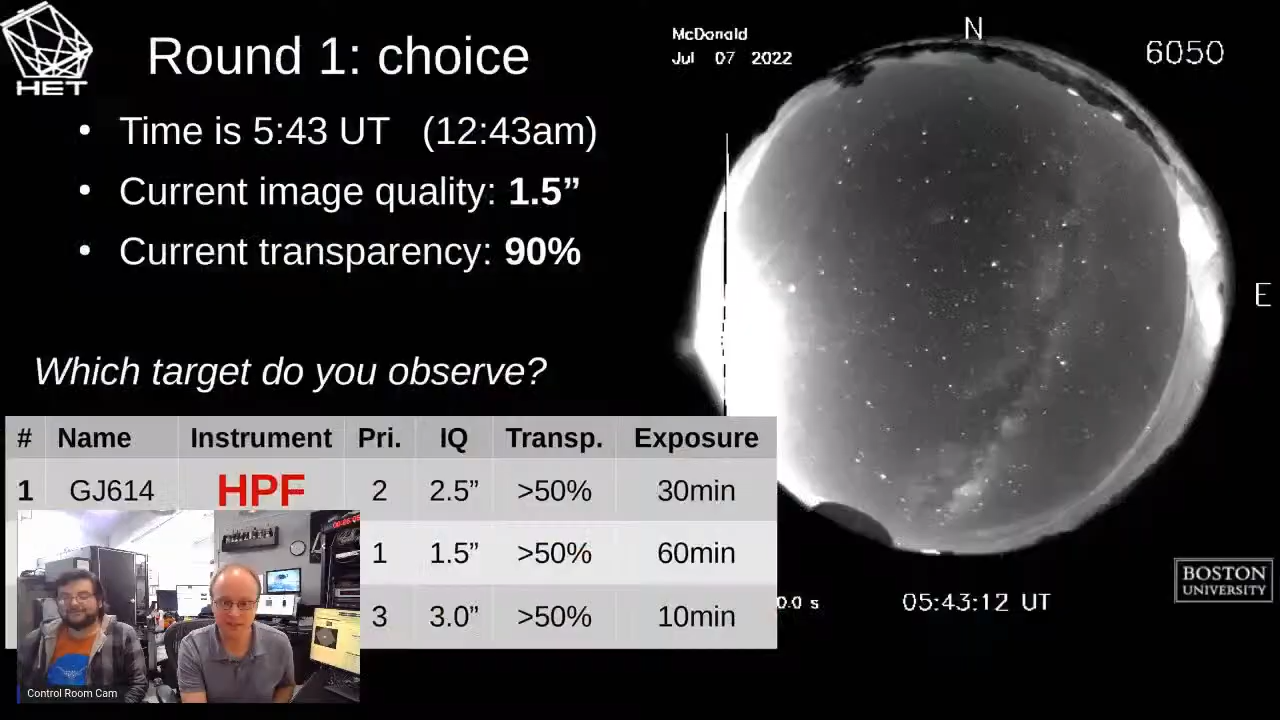 HET
Round 1: choice
• Time is 5:43 UT (12:43am)
• Current image quality: 1.5”
• Current transparency: 90%
Which target do you observe?
# Name Instrument Pri. IQ Transp. Exposure
1 GJ614 HPF 2 2.5” >50% 30min
1 1.5” >50% 60min
3 3.0” >50% 10min
Control Room Cam
McDonald
Jul 07 2022
N
6050
E
0.0 s
05:43:12 UT
BOSTON
UNIVERSITY